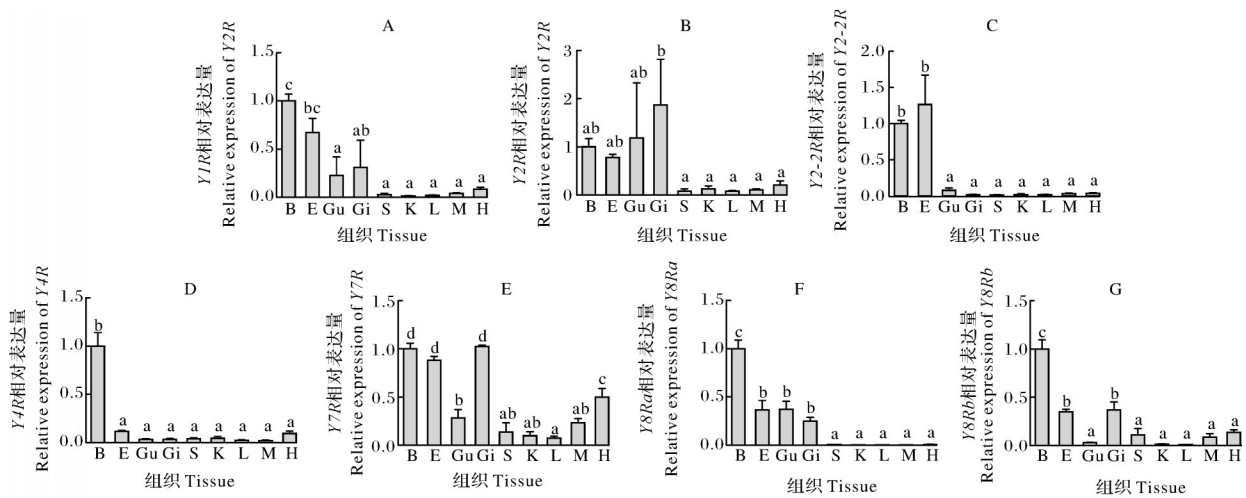 A
Y1R相对表达量
Relative expression of Y2R
1.5
1.0
0.5
0.0
c
bc
a
ab
a
a
a
a
a
B E Gu Gi S K L M H
组织 Tissue
B
Y2R相对表达量
Relative expression of Y2R
3
2
1
0
ab
ab
ab
b
a
a
a
a
a
B E Gu Gi S K L M H
组织 Tissue
C
Y2-2R相对表达量
Relative expression of Y2-2R
2.0
1.5
1.0
0.5
0.0
b
b
a
a
a
a
a
a
a
B E Gu Gi S K L M H
组织 Tissue
D
Y4R相对表达量
Relative expression of Y4R
1.5
1.0
0.5
0.0
b
a
a
a
a
a
a
a
a
B E Gu Gi S K L M H
组织 Tissue
E
Y7R相对表达量
Relative expression of Y7R
1.5
1.0
0.5
0.0
d
d
b
d
ab
ab
a
ab
c
B E Gu Gi S K L M H
组织 Tissue
F
Y8Ra相对表达量
Relative expression of Y8Ra
1.5
1.0
0.5
0.0
c
b
b
b
a
a
a
a
a
B E Gu Gi S K L M H
组织 Tissue
G
Y8Rb相对表达量
Relative expression of Y8Rb
1.5
1.0
0.5
0.0
c
b
a
b
a
a
a
a
a
B E Gu Gi S K L M H
组织 Tissue